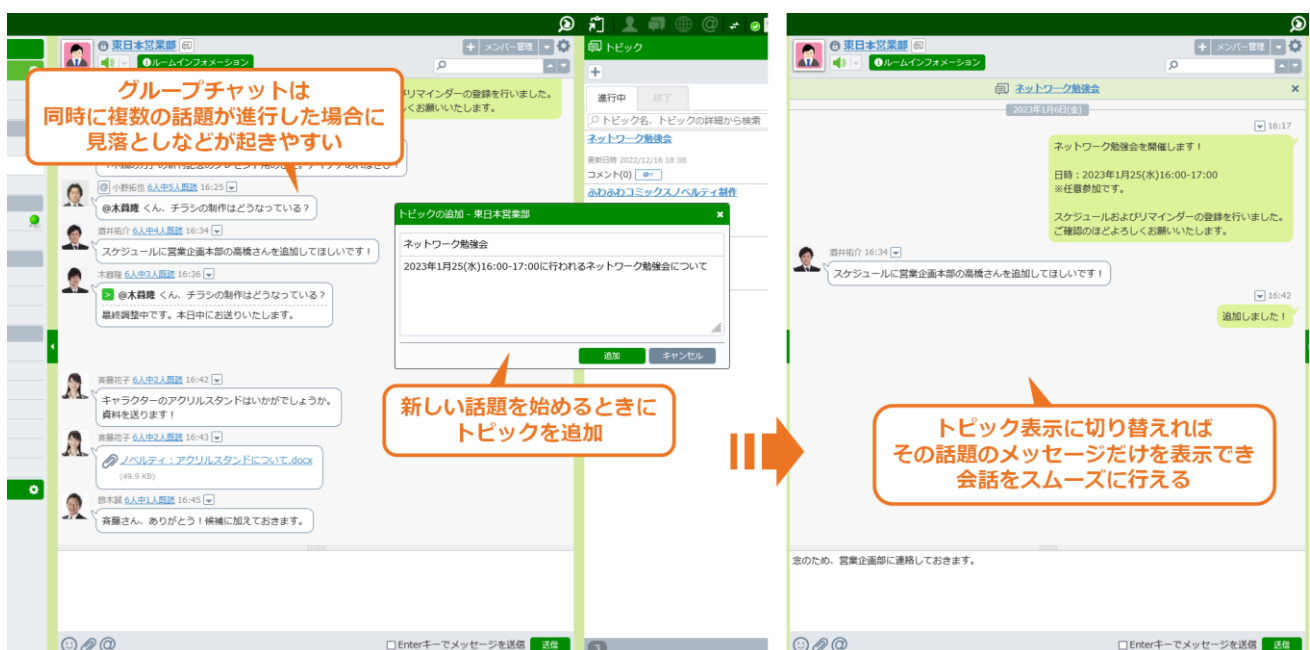 東日本営業部
メンバー管理
ルームインフォメーション
グループチャットは
同時に複数の話題が進行した場合に
見落としなどが起きやすい
リマインダーの登録を行いました。
くお願いいたします。
@ 小野拓也 6人中5人既読 16:25
@木暮隆 くん、チラシの制作はどうなっている?
酒井祐介 6人中4人既読 16:34
スケジュールに営業企画本部の高橋さんを追加してほしいです!
木暮隆 6人中3人既読 16:36
@木暮隆 くん、チラシの制作はどうなっている?
最終調整中です。本日中にお送りいたします。
斉藤花子 6人中2人既読 16:42
キャラクターのアクリルスタンドはいかがでしょうか。
資料を送ります!
斉藤花子 6人中2人既読 16:43
ノベルティ:アクリルスタンドについて.docx
(49.9 KB)
鈴木誠 6人中1人既読 16:45
斉藤さん、ありがとう!候補に加えておきます。
Enterキーでメッセージを送信 送信
トピック
進行中 終了
トピック名、トピックの詳細から検索
ネットワーク勉強会
更新日時 2022/12/16 18:08
コメント(0)
ふわふわコミックスノベルティ制作
トピックの追加 - 東日本営業部
ネットワーク勉強会
2023年1月25(水)16:00-17:00に行われるネットワーク勉強会について
追加 キャンセル
新しい話題を始めるときに
トピックを追加
3
東日本営業部
メンバー管理
ルームインフォメーション
ネットワーク勉強会
2023年1月6日(金)
16:17
ネットワーク勉強会を開催します!
日時:2023年1月25(水)16:00-17:00
※任意参加です。
スケジュールおよびリマインダーの登録を行いました。
ご確認のほどよろしくお願いいたします。
酒井祐介 16:34
スケジュールに営業企画本部の高橋さんを追加してほしいです!
16:42
追加しました!
トピック表示に切り替えれば
その話題のメッセージだけを表示でき
会話をスムーズに行える
念のため、営業企画部に連絡しておきます。
Enterキーでメッセージを送信 送信